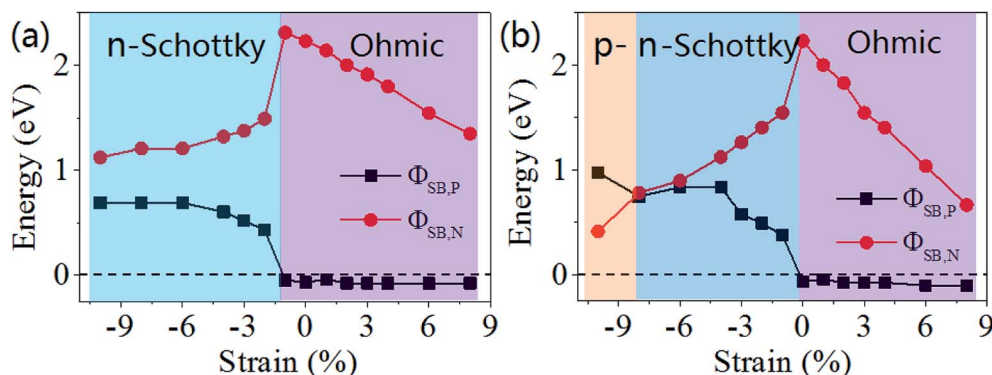 (a)
n-Schottky
Ohmic
Energy (eV)
2
1
0
Φ_SB,P
Φ_SB,N
-9 -6 -3 0 3 6 9
Strain (%)
(b)
p- n-Schottky
Ohmic
Energy (eV)
2
1
0
Φ_SB,P
Φ_SB,N
-9 -6 -3 0 3 6 9
Strain (%)